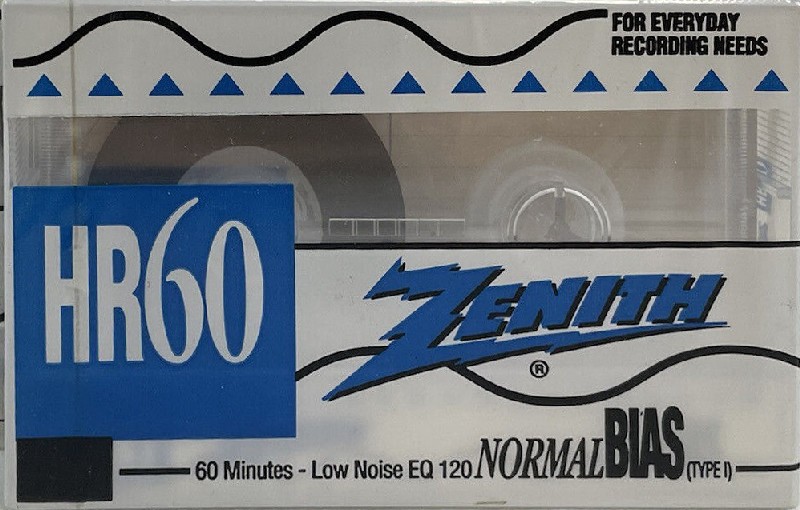 FOR EVERYDAY
RECORDING NEEDS
HR60
ZENITH
®
60 Minutes - Low Noise EQ 120 NORMAL BIAS (TYPE I)